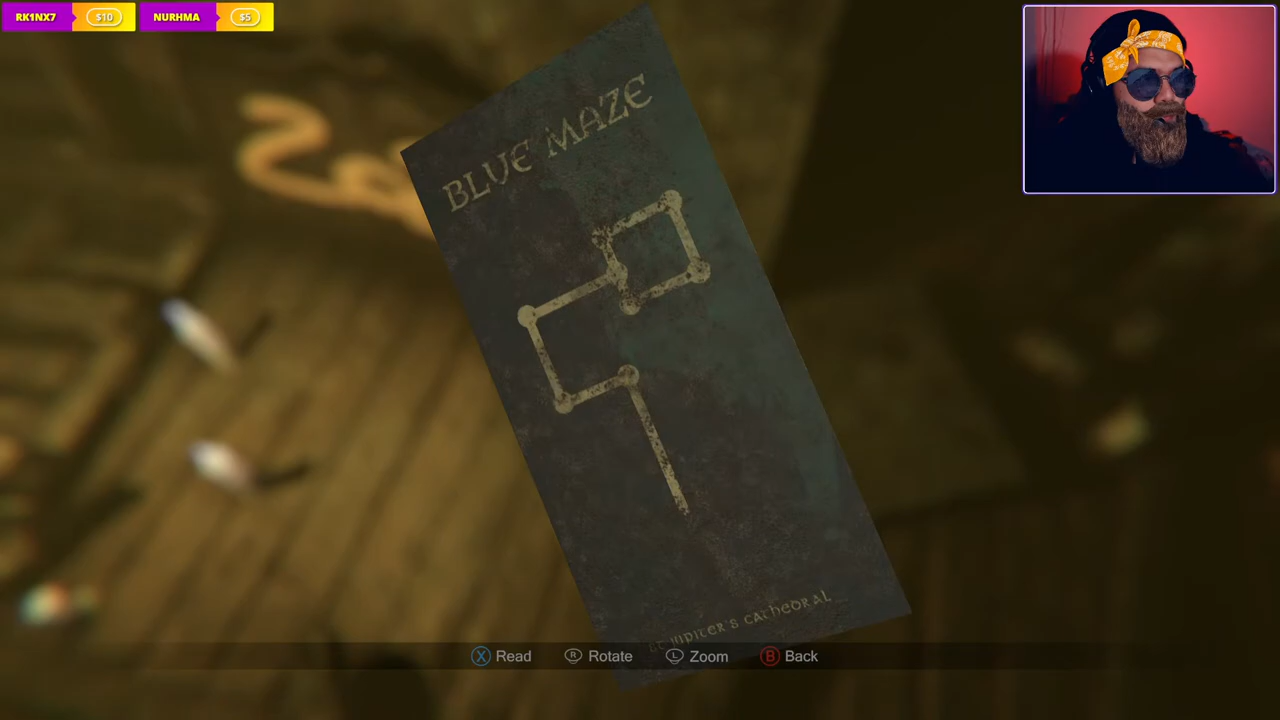 RK1NX7 $10 NURHMA $5
BLUE MAZE
ST JUPITER'S CATHEDRAL
X Read R Rotate L Zoom B Back